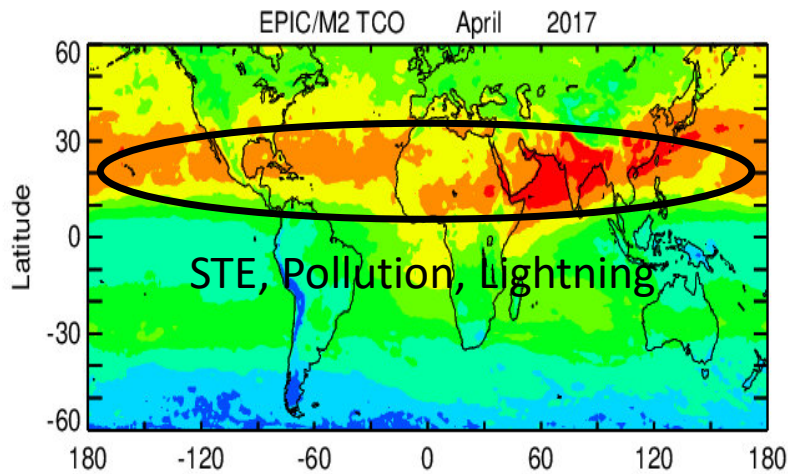 EPIC/M2 TCO April 2017
60
30
Latitude
0
STE, Pollution, Lightning
-30
-60
180 -120 -60 0 60 120 180